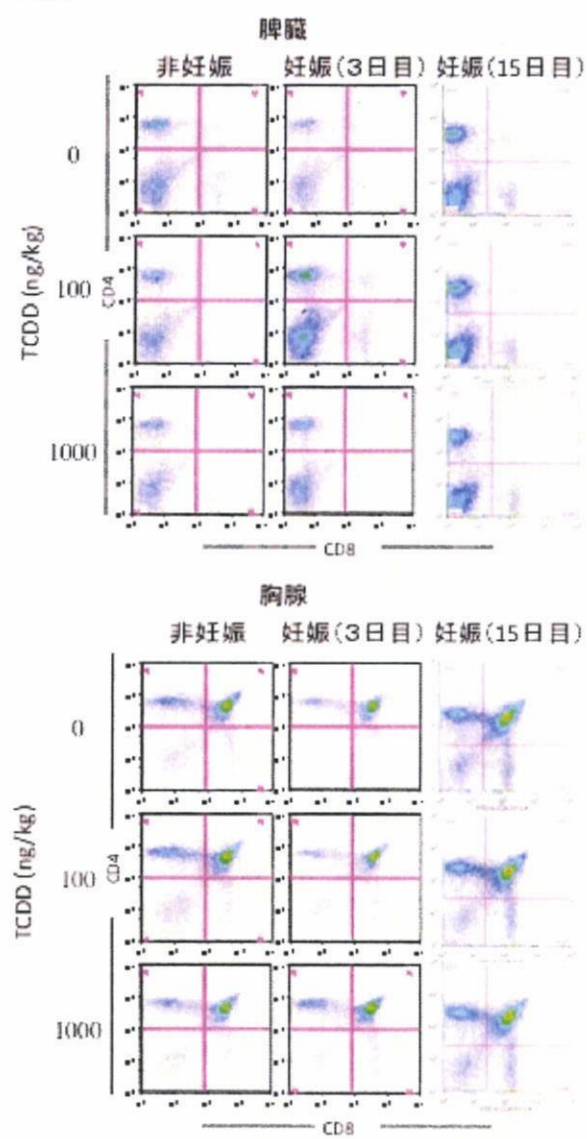 脾臓
非妊娠 妊娠(3日目) 妊娠(15日目)
0
100
1000
TCDD (ng/kg)
CD4
CD8
胸腺
非妊娠 妊娠(3日目) 妊娠(15日目)
0
100
1000
TCDD (ng/kg)
CD4
CD8